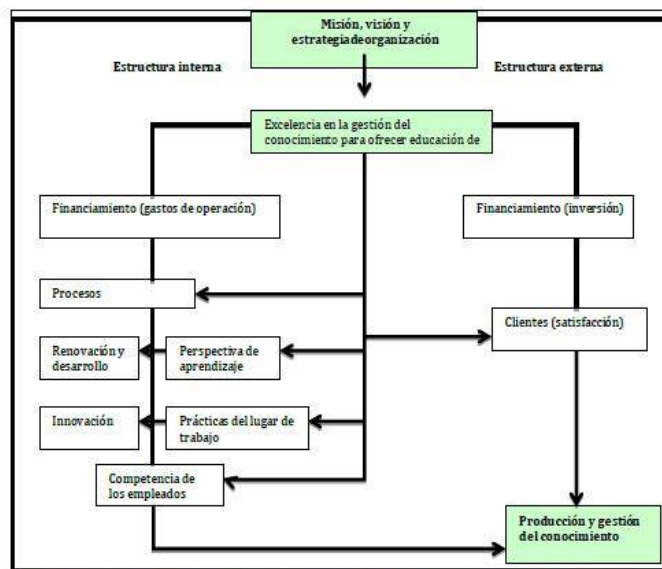 Misión, visión y
estrategiadeorganización
Estructura interna
Estructura externa
Excelencia en la gestión del
conocimiento para ofrecer educación de
Financiamiento (gastos de operación)
Financiamiento (inversión)
Procesos
Clientes (satisfacción)
Renovación y
desarrollo
Perspectiva de
aprendizaje
Innovación
Prácticas del lugar de
trabajo
Competencia de
los empleados
Producción y gestión
del conocimiento